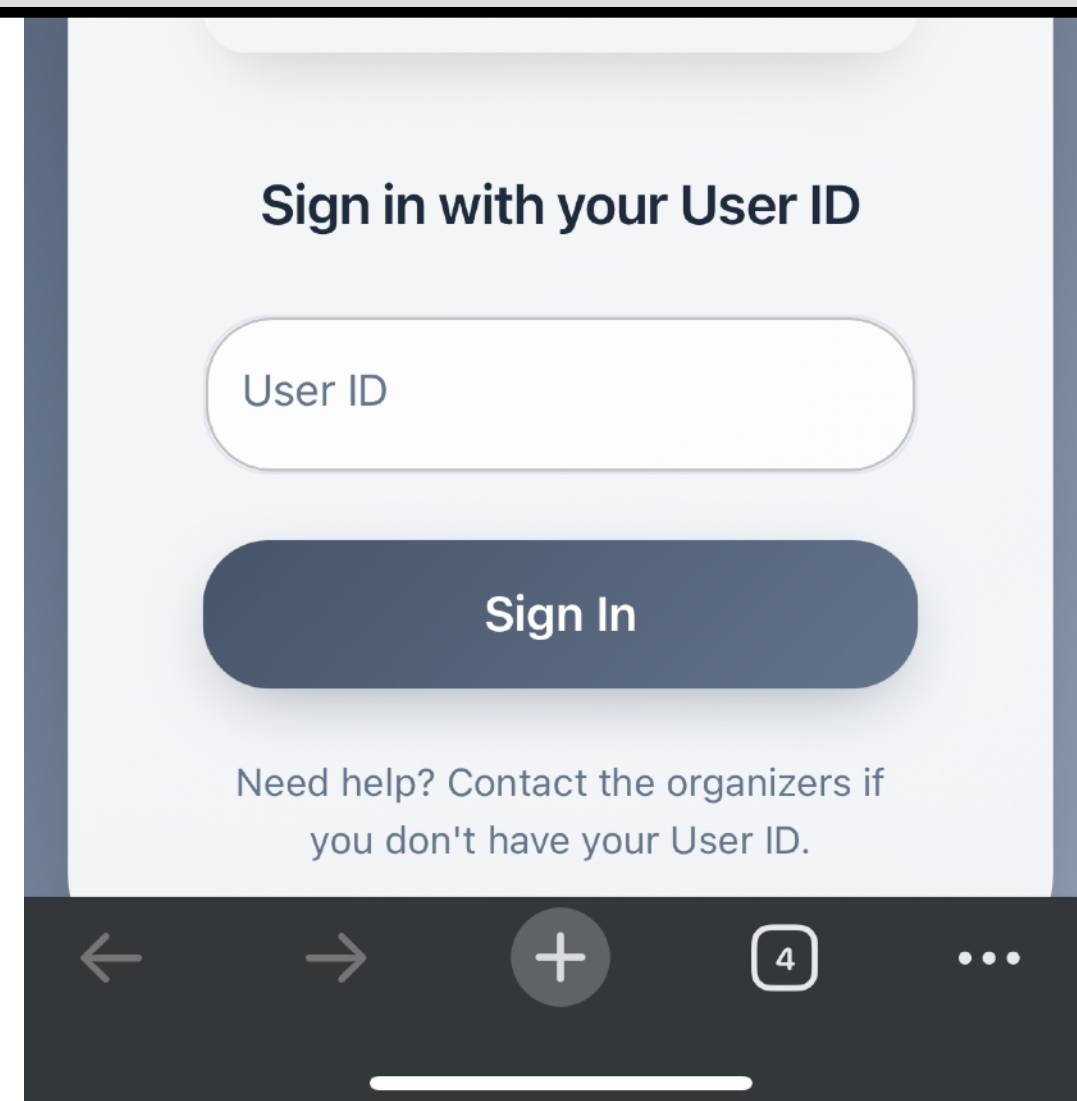 Sign in with your User ID
User ID
Sign In
Need help? Contact the organizers if
you don't have your User ID.
4